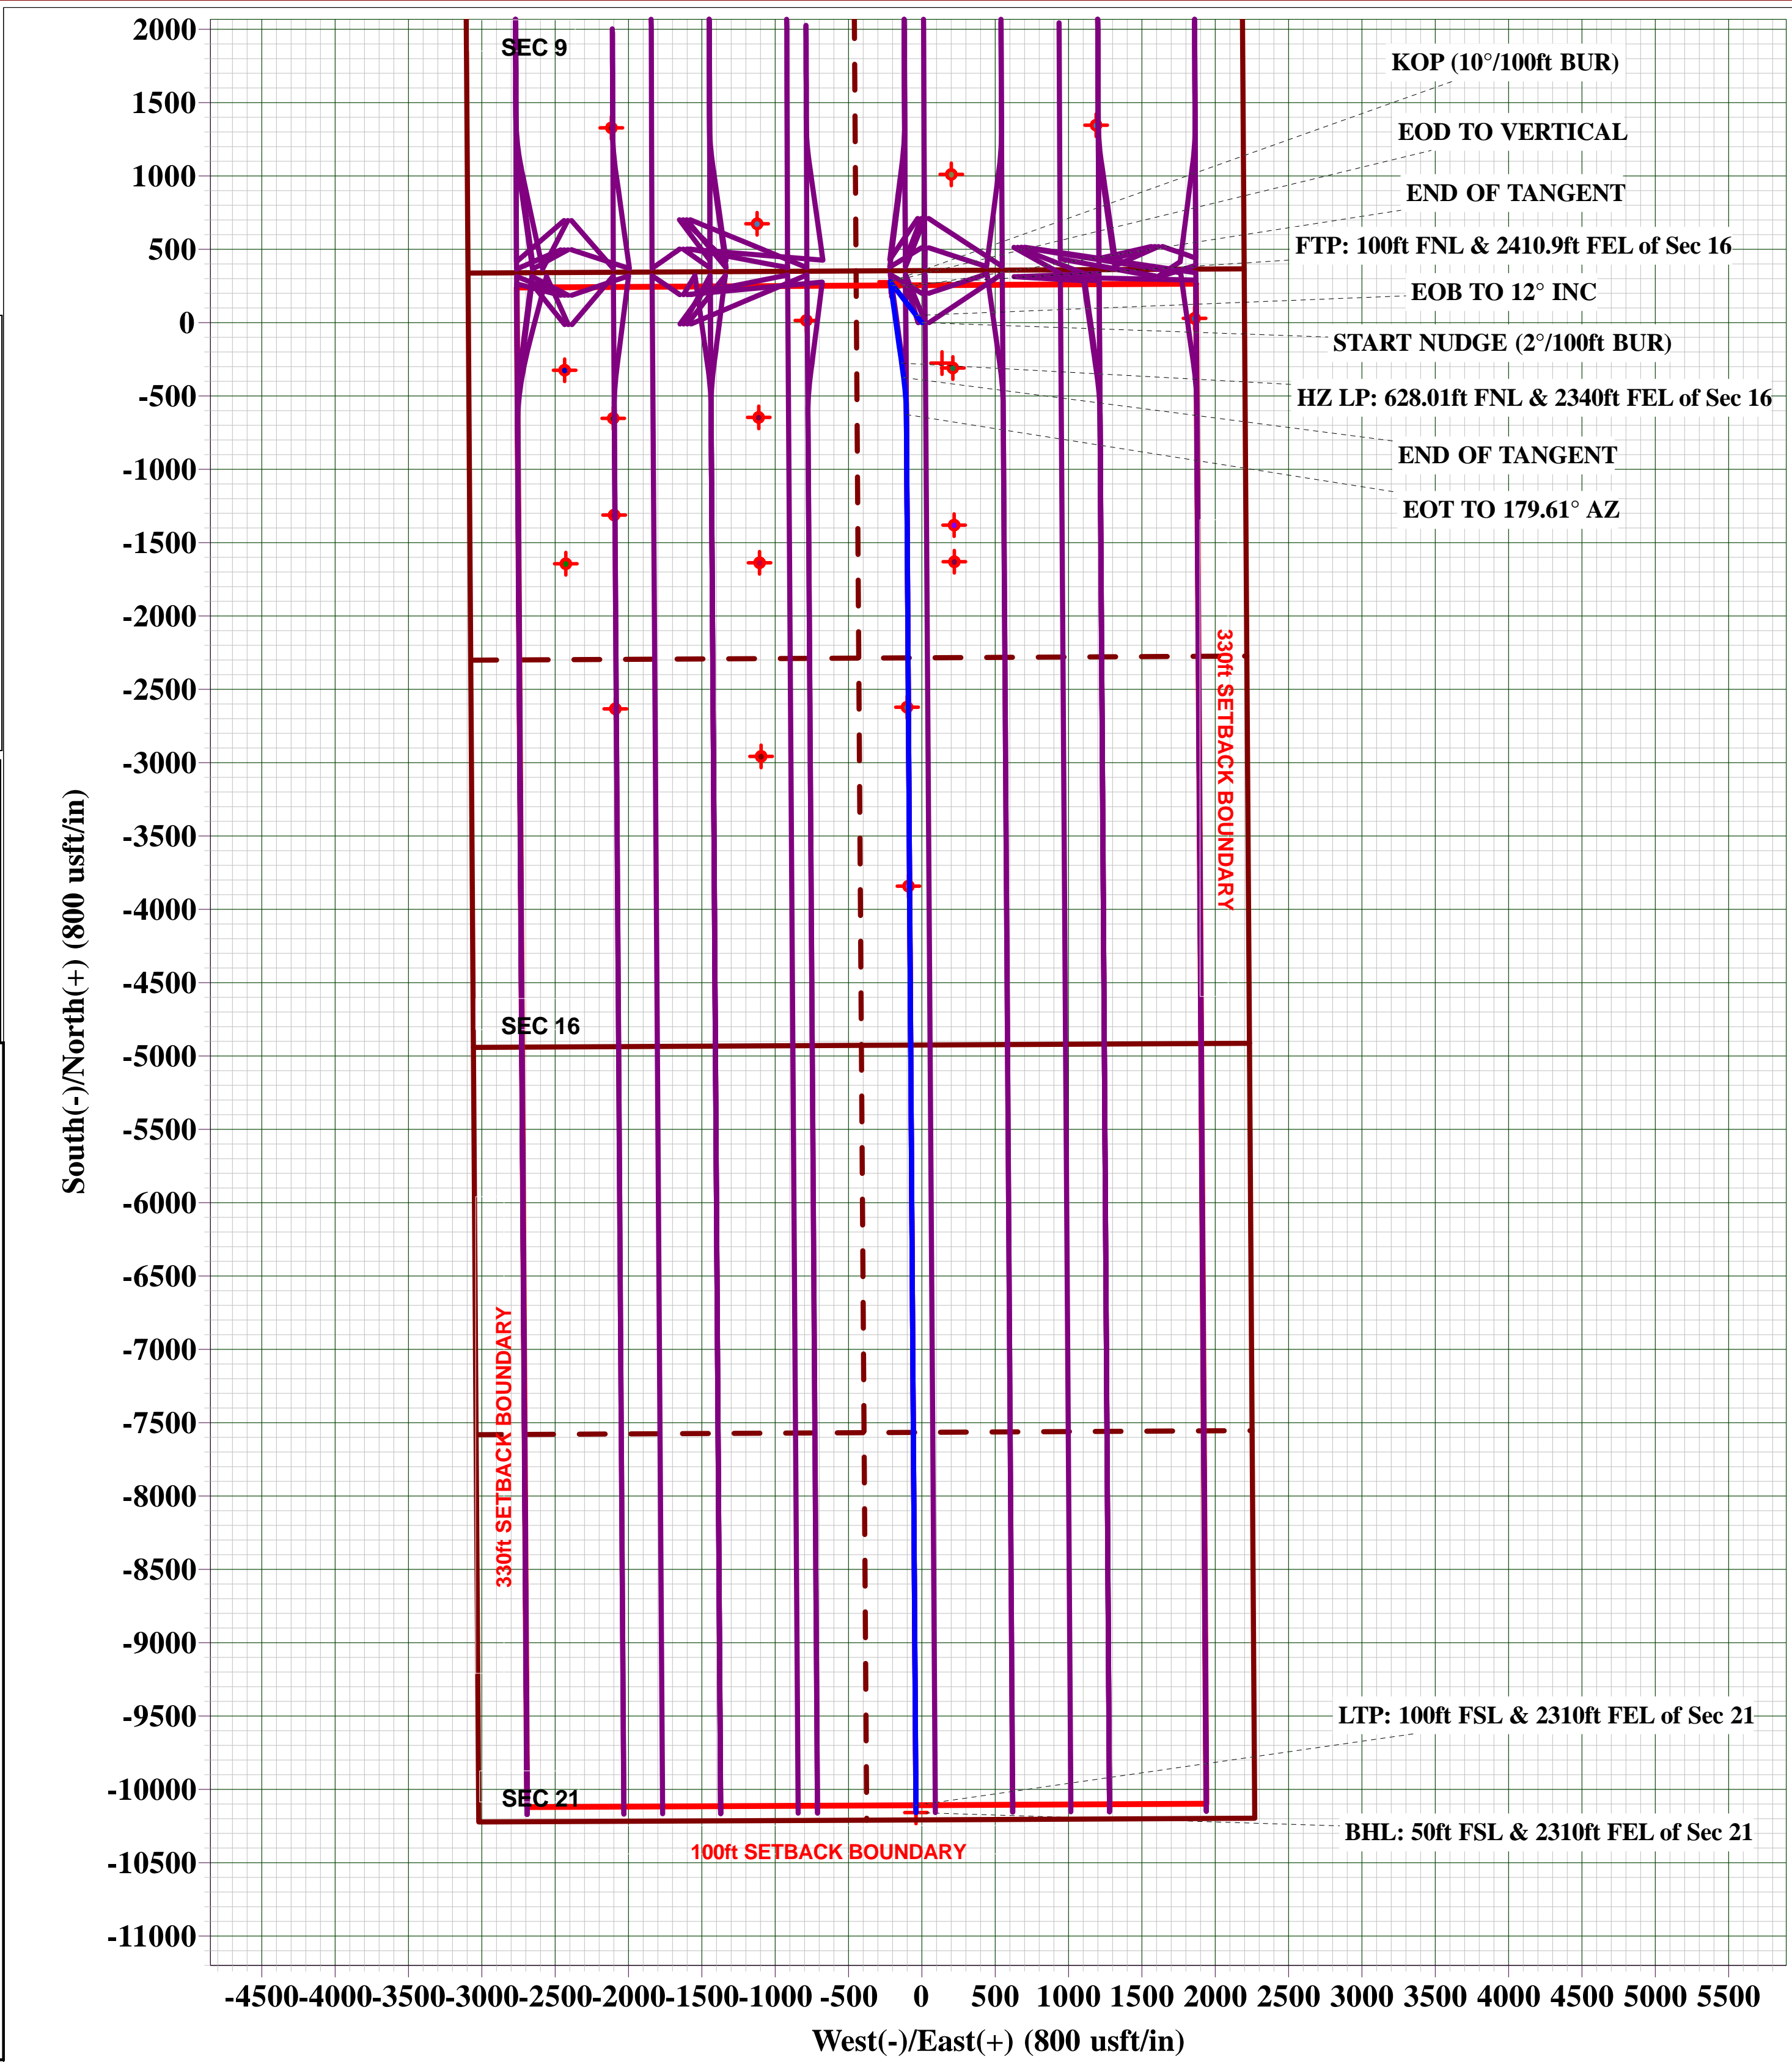 2000
1500
1000
500
0
-500
-1000
-1500
-2000
-2500
-3000
-3500
-4000
-4500
-5000
-5500
-6000
-6500
-7000
-7500
-8000
-8500
-9000
-9500
-10000
-10500
-11000
South(-)/North(+) (800 usft/in)
SEC 9
KOP (10°/100ft BUR)
EOD TO VERTICAL
END OF TANGENT
FTP: 100ft FNL & 2410.9ft FEL of Sec 16
EOB TO 12° INC
START NUDGE (2°/100ft BUR)
HZ LP: 628.01ft FNL & 2340ft FEL of Sec 16
END OF TANGENT
EOT TO 179.61° AZ
330ft SETBACK BOUNDARY
SEC 16
330ft SETBACK BOUNDARY
LTP: 100ft FSL & 2310ft FEL of Sec 21
SEC 21
BHL: 50ft FSL & 2310ft FEL of Sec 21
100ft SETBACK BOUNDARY
-4500 -4000 -3500 -3000 -2500 -2000 -1500 -1000 -500 0 500 1000 1500 2000 2500 3000 3500 4000 4500 5000 5500
West(-)/East(+) (800 usft/in)